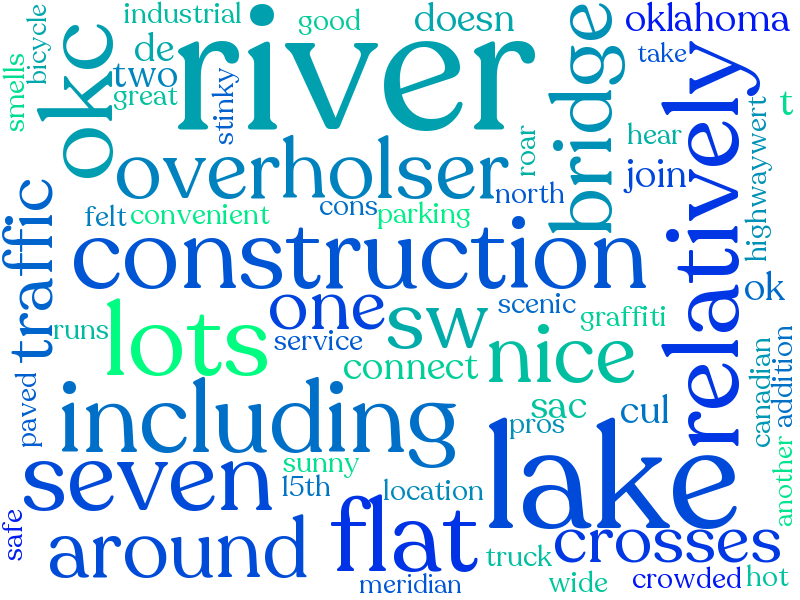 industrial
good
doesn
oklahoma
bicycle
smells
okc
de
two
great
stinky
river
bridge
take
relatively
t
roar
hear
join
highwaywert
overholser
north
cons
parking
felt
convenient
traffic
construction
ok
one
sw
scenic
graffiti
runs
lots
service
connect
nice
canadian
addition
paved
including
sac
cul
pros
lake
seven
sunny
15th
location
another
safe
around
flat
crosses
truck
meridian
wide
crowded
hot